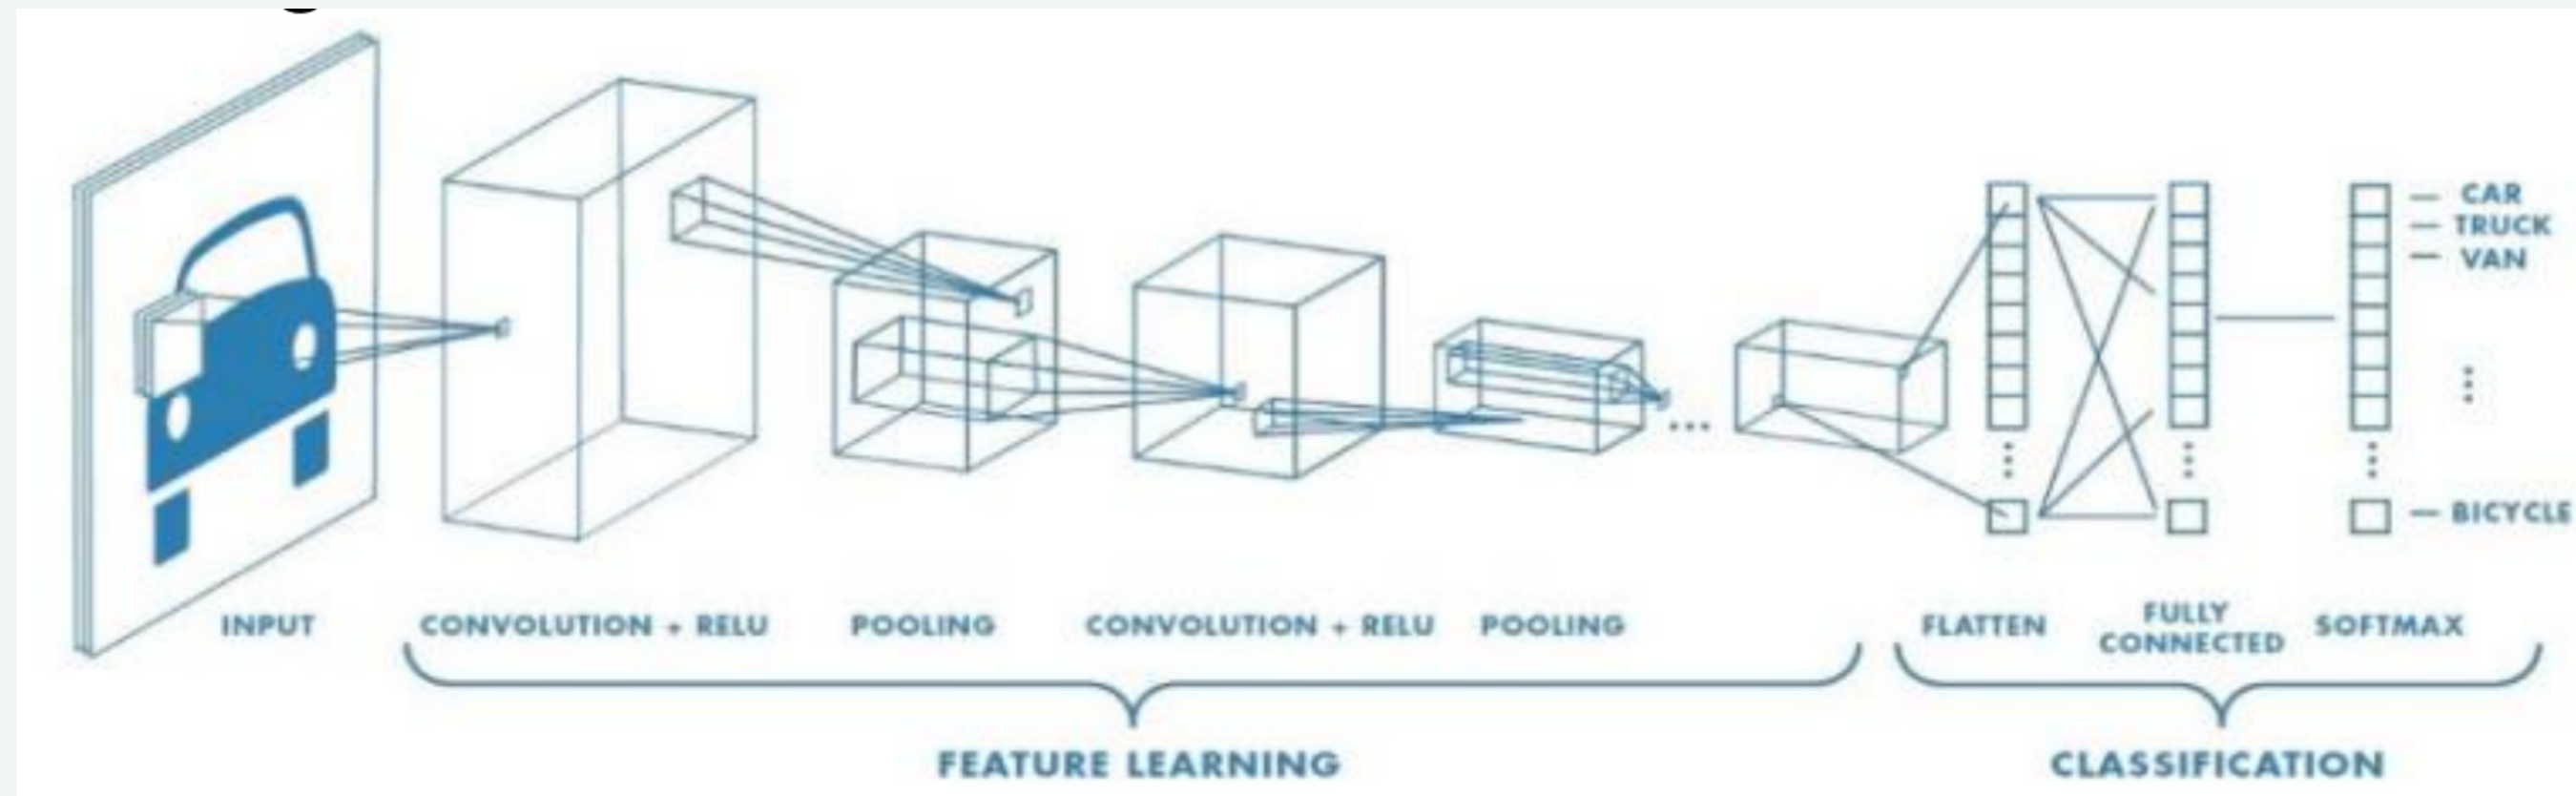 CAR
TRUCK
VAN
BICYCLE
INPUT
CONVOLUTION + RELU
POOLING
CONVOLUTION + RELU
POOLING
FLATTEN
FULLY
CONNECTED
SOFTMAX
FEATURE LEARNING
CLASSIFICATION